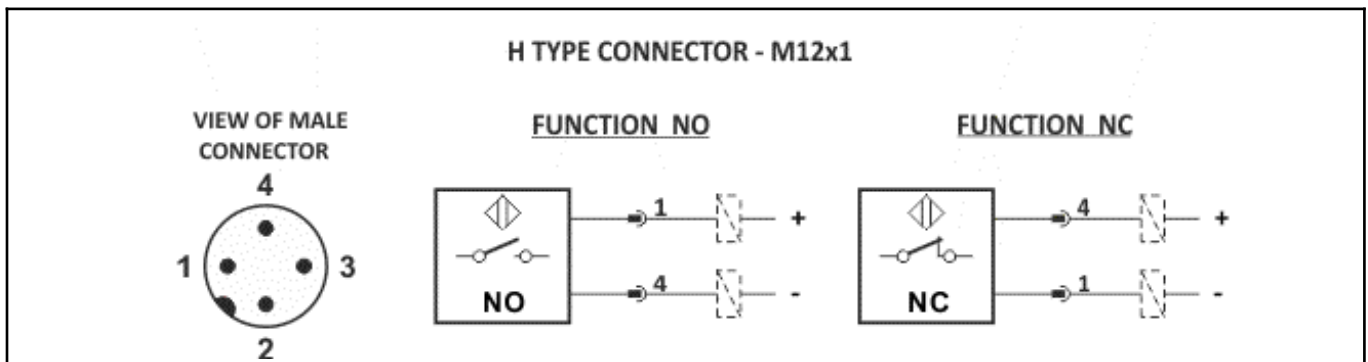 H TYPE CONNECTOR - M12x1
VIEW OF MALE
CONNECTOR
4
1
3
2
FUNCTION NO
1
+
4
-
NO
FUNCTION NC
4
+
1
-
NC